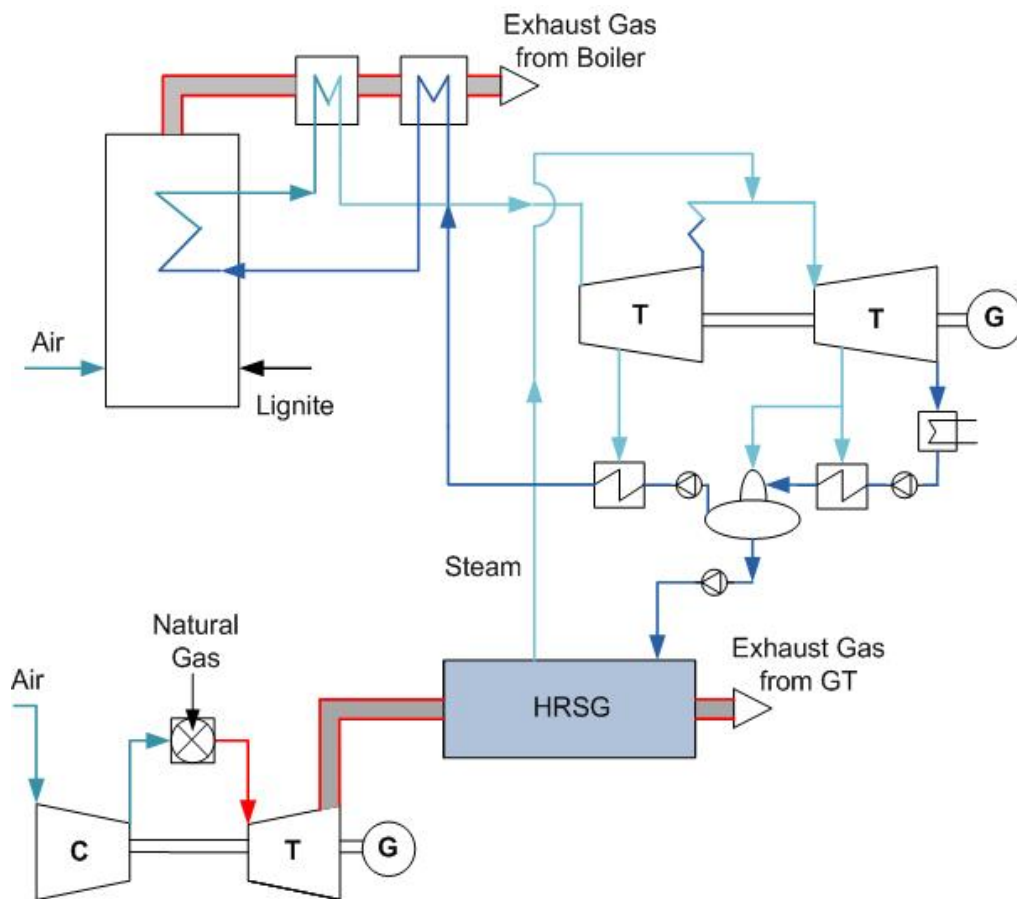 Exhaust Gas
from Boiler
T
T
G
Air
Lignite
Steam
Natural
Gas
Air
Exhaust Gas
from GT
HRSG
C
T
G